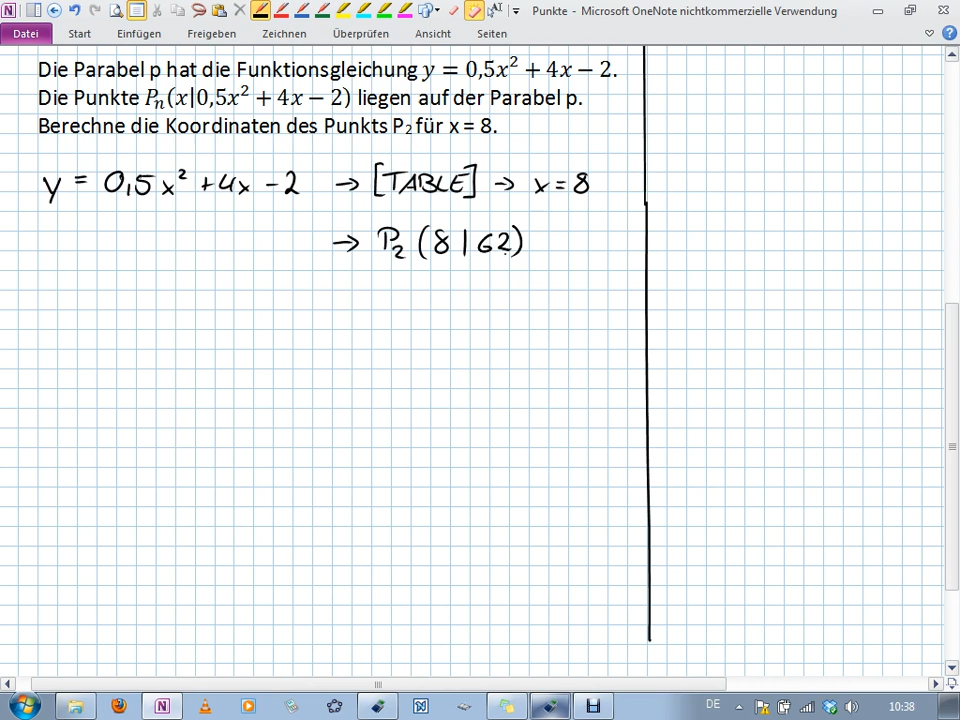 Punkte - Microsoft OneNote nichtkommerzielle Verwendung
Datei Start Einfügen Freigeben Zeichnen Überprüfen Ansicht Seiten
Die Parabel p hat die Funktionsgleichung y = 0,5x² + 4x − 2.
Die Punkte Pₙ(x|0,5x² + 4x − 2) liegen auf der Parabel p.
Berechne die Koordinaten des Punkts P₂ für x = 8.
y = 0,5x² + 4x - 2 → [TABLE] → x = 8
→ P₂ (8 | 62)
DE 10:38